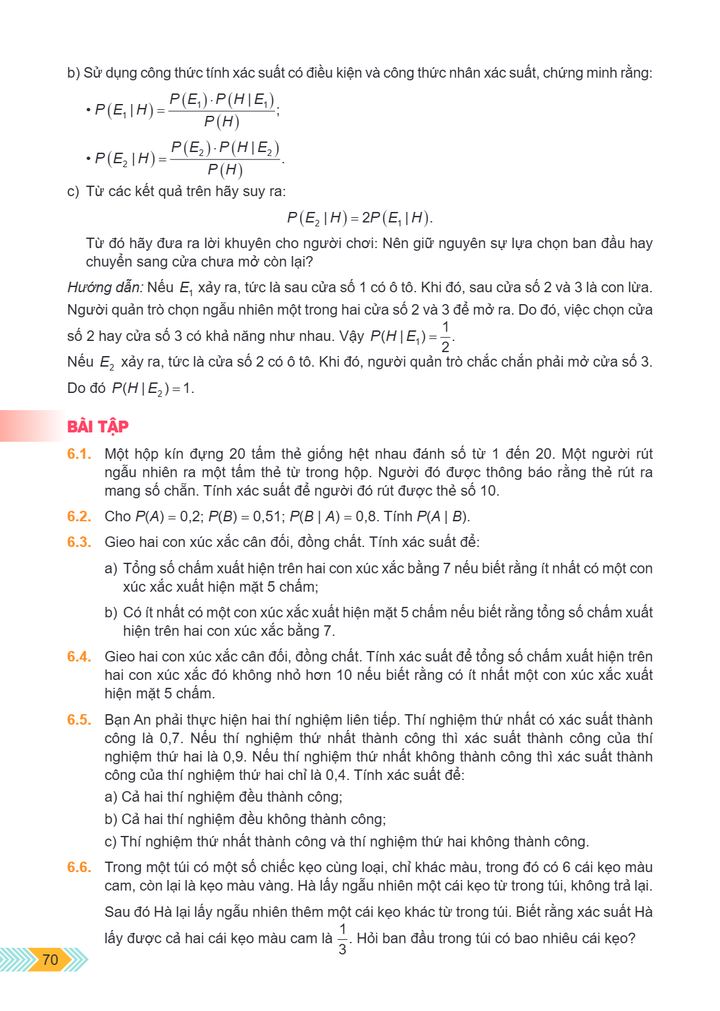 b) Sử dụng công thức tính xác suất có điều kiện và công thức nhân xác suất, chứng minh rằng:
• P(E₁ | H) = P(E₁) · P(H | E₁) / P(H);
• P(E₂ | H) = P(E₂) · P(H | E₂) / P(H).
c) Từ các kết quả trên hãy suy ra:
P(E₂ | H) = 2P(E₁ | H).
Từ đó hãy đưa ra lời khuyên cho người chơi: Nên giữ nguyên sự lựa chọn ban đầu hay
chuyển sang cửa chưa mở còn lại?
Hướng dẫn: Nếu E₁ xảy ra, tức là sau cửa số 1 có ô tô. Khi đó, sau cửa số 2 và 3 là con lừa.
Người quản trò chọn ngẫu nhiên một trong hai cửa số 2 và 3 để mở ra. Do đó, việc chọn cửa
số 2 hay cửa số 3 có khả năng như nhau. Vậy P(H | E₁) = 1/2.
Nếu E₂ xảy ra, tức là cửa số 2 có ô tô. Khi đó, người quản trò chắc chắn phải mở cửa số 3.
Do đó P(H | E₂) = 1.
BÀI TẬP
6.1. Một hộp kín đựng 20 tấm thẻ giống hệt nhau đánh số từ 1 đến 20. Một người rút
ngẫu nhiên ra một tấm thẻ từ trong hộp. Người đó được thông báo rằng thẻ rút ra
mang số chẵn. Tính xác suất để người đó rút được thẻ số 10.
6.2. Cho P(A) = 0,2; P(B) = 0,51; P(B | A) = 0,8. Tính P(A | B).
6.3. Gieo hai con xúc xắc cân đối, đồng chất. Tính xác suất để:
a) Tổng số chấm xuất hiện trên hai con xúc xắc bằng 7 nếu biết rằng ít nhất có một con
xúc xắc xuất hiện mặt 5 chấm;
b) Có ít nhất có một con xúc xắc xuất hiện mặt 5 chấm nếu biết rằng tổng số chấm xuất
hiện trên hai con xúc xắc bằng 7.
6.4. Gieo hai con xúc xắc cân đối, đồng chất. Tính xác suất để tổng số chấm xuất hiện trên
hai con xúc xắc đó không nhỏ hơn 10 nếu biết rằng có ít nhất một con xúc xắc xuất
hiện mặt 5 chấm.
6.5. Bạn An phải thực hiện hai thí nghiệm liên tiếp. Thí nghiệm thứ nhất có xác suất thành
công là 0,7. Nếu thí nghiệm thứ nhất thành công thì xác suất thành công của thí
nghiệm thứ hai là 0,9. Nếu thí nghiệm thứ nhất không thành công thì xác suất thành
công của thí nghiệm thứ hai chỉ là 0,4. Tính xác suất để:
a) Cả hai thí nghiệm đều thành công;
b) Cả hai thí nghiệm đều không thành công;
c) Thí nghiệm thứ nhất thành công và thí nghiệm thứ hai không thành công.
6.6. Trong một túi có một số chiếc kẹo cùng loại, chỉ khác màu, trong đó có 6 cái kẹo màu
cam, còn lại là kẹo màu vàng. Hà lấy ngẫu nhiên một cái kẹo từ trong túi, không trả lại.
Sau đó Hà lại lấy ngẫu nhiên thêm một cái kẹo khác từ trong túi. Biết rằng xác suất Hà
lấy được cả hai cái kẹo màu cam là 1/3. Hỏi ban đầu trong túi có bao nhiêu cái kẹo?
70